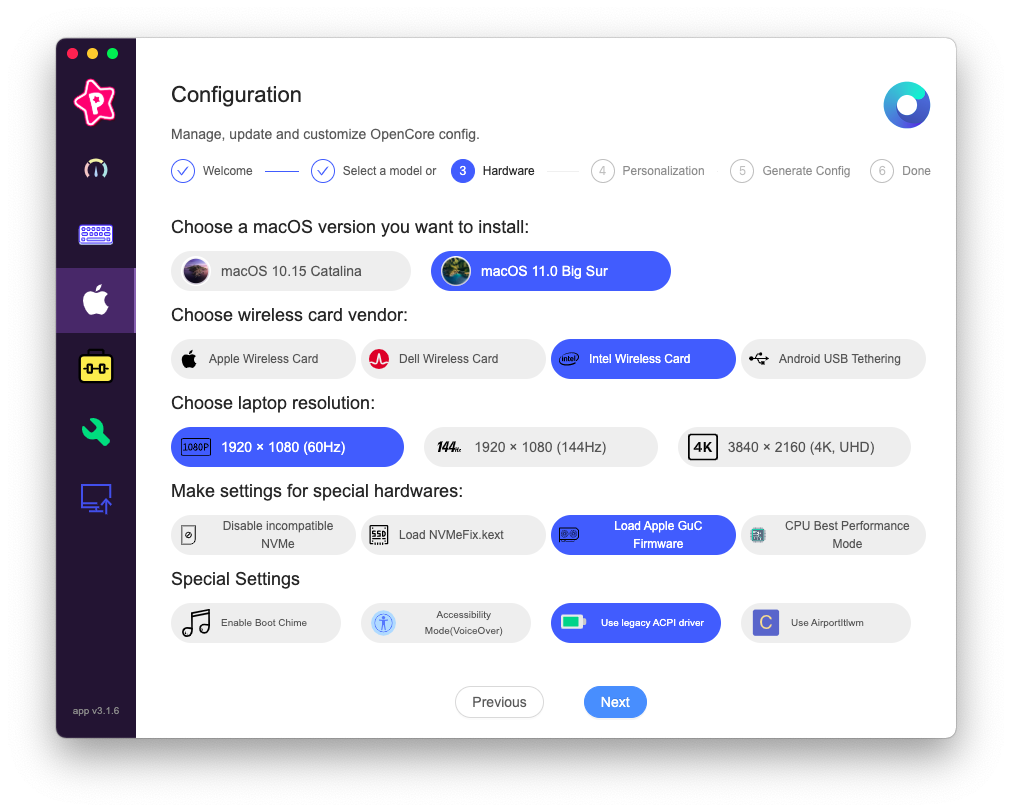 P
Configuration
Manage, update and customize OpenCore config.
Welcome
Select a model or
3
Hardware
4
Personalization
5
Generate Config
6
Done
Choose a macOS version you want to install:
macOS 10.15 Catalina
macOS 11.0 Big Sur
Choose wireless card vendor:
Apple Wireless Card
Dell Wireless Card
intel
Intel Wireless Card
Android USB Tethering
Choose laptop resolution:
1080P
1920 × 1080 (60Hz)
144Hz
1920 × 1080 (144Hz)
4K
3840 × 2160 (4K, UHD)
Make settings for special hardwares:
Disable incompatible
NVMe
SSD
Load NVMeFix.kext
Load Apple GuC
Firmware
CPU Best Performance
Mode
Special Settings
Enable Boot Chime
Accessibility
Mode(VoiceOver)
Use legacy ACPI driver
C
Use AirportItlwm
Previous
Next
app v3.1.6